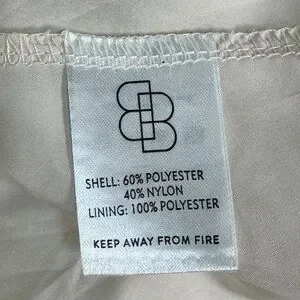 SHELL: 60% POLYESTER
40% NYLON
LINING: 100% POLYESTER
KEEP AWAY FROM FIRE